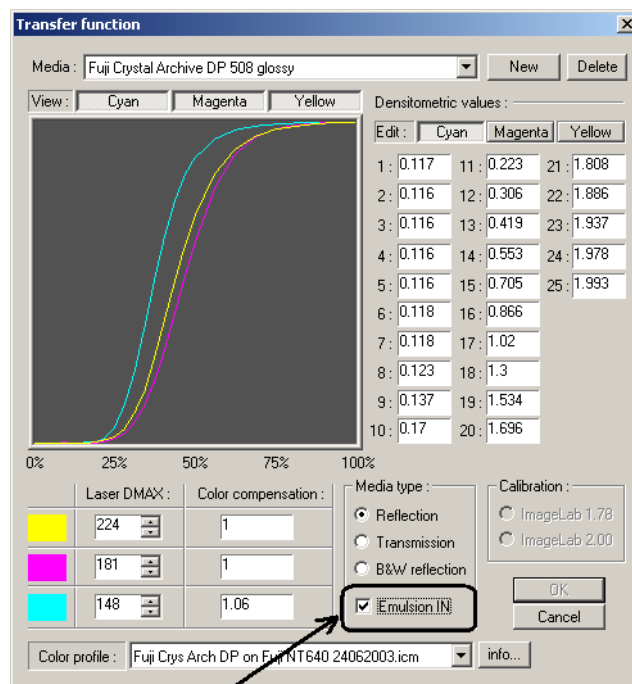 Transfer function
Media : Fuji Crystal Archive DP 508 glossy New Delete
View : Cyan Magenta Yellow
Densitometric values :
Edit : Cyan Magenta Yellow
1 : 0.117 11 : 0.223 21 : 1.808
2 : 0.116 12 : 0.306 22 : 1.886
3 : 0.116 13 : 0.419 23 : 1.937
4 : 0.116 14 : 0.553 24 : 1.978
5 : 0.116 15 : 0.705 25 : 1.993
6 : 0.118 16 : 0.866
7 : 0.118 17 : 1.02
8 : 0.123 18 : 1.3
9 : 0.137 19 : 1.534
10 : 0.17 20 : 1.696
0% 25% 50% 75% 100%
Laser DMAX : Color compensation :
224 1
181 1
148 1.06
Media type :
Reflection
Transmission
B&W reflection
Emulsion IN
Calibration :
ImageLab 1.78
ImageLab 2.00
OK
Cancel
Color profile : Fuji Crys Arch DP on Fuji NT640 24062003.icm info...